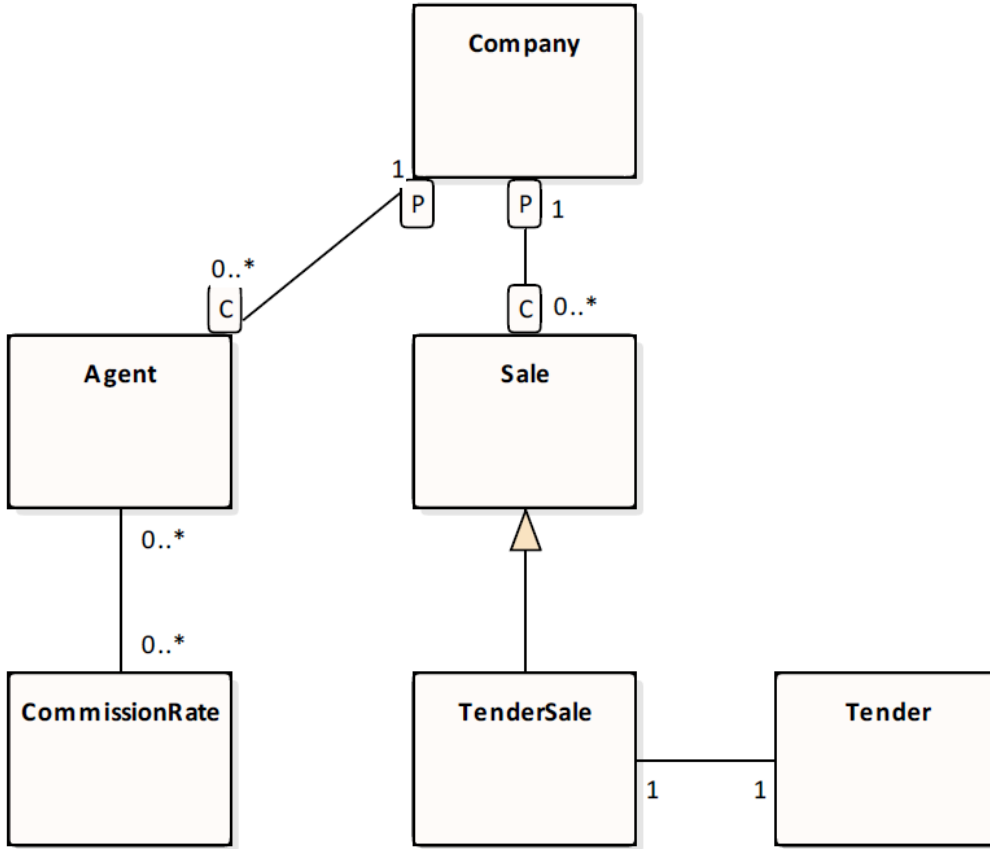 Company
1
P
P
1
0..*
C
C
0..*
Agent
Sale
0..*
0..*
CommissionRate
TenderSale
Tender
1
1